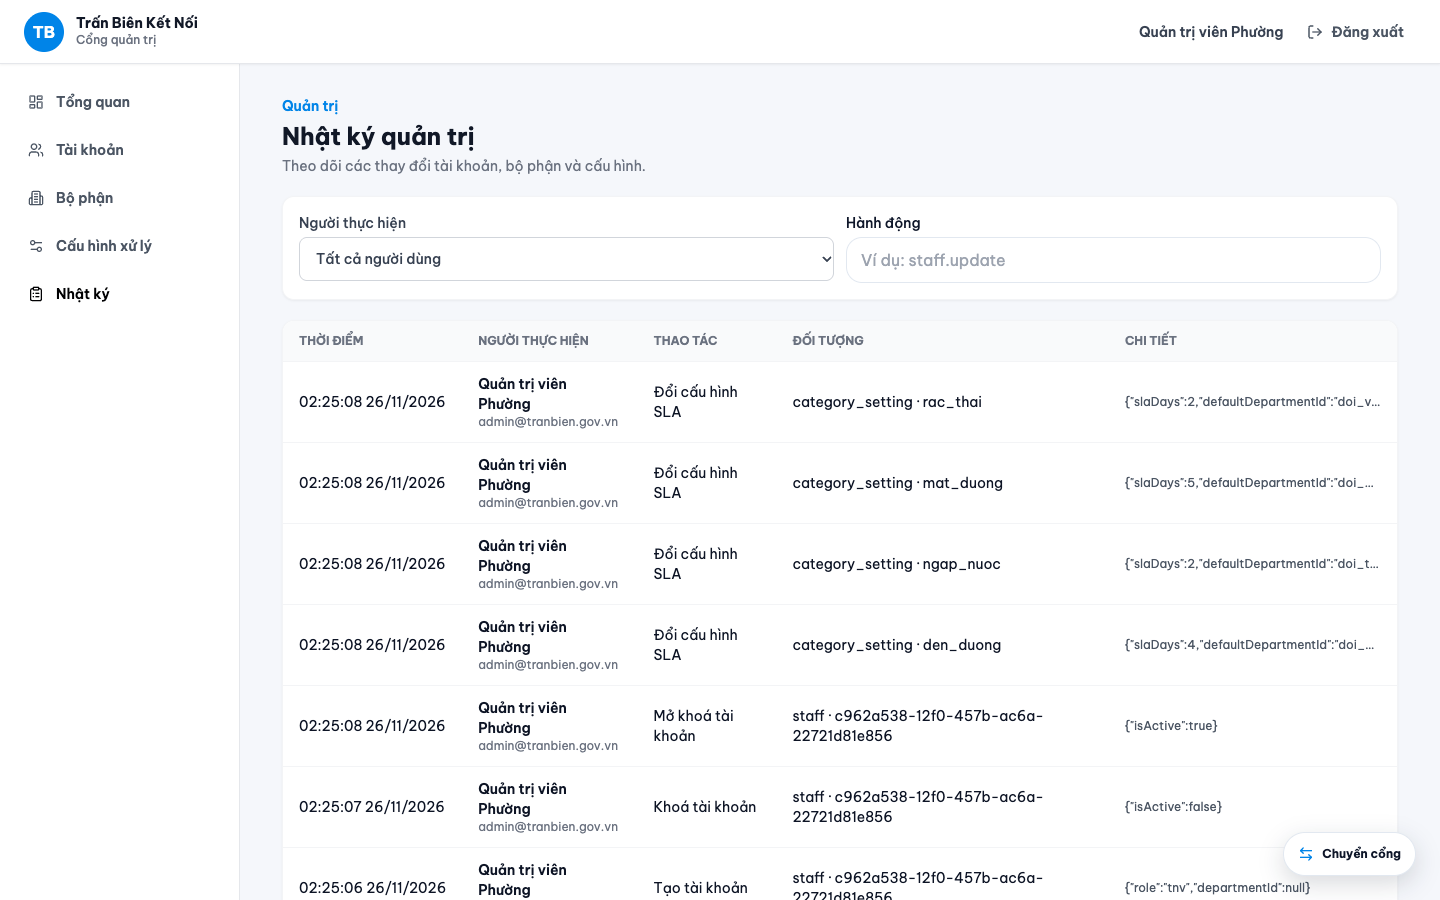 TB
Trấn Biên Kết Nối
Cổng quản trị
Quản trị viên Phường
Đăng xuất
Tổng quan
Tài khoản
Bộ phận
Cấu hình xử lý
Nhật ký
Quản trị
Nhật ký quản trị
Theo dõi các thay đổi tài khoản, bộ phận và cấu hình.
Người thực hiện
Hành động
Tất cả người dùng
Ví dụ: staff.update
THỜI ĐIỂM NGƯỜI THỰC HIỆN THAO TÁC ĐỐI TƯỢNG CHI TIẾT
02:25:08 26/11/2026
Quản trị viên
Phường
admin@tranbien.gov.vn
Đổi cấu hình
SLA
category_setting · rac_thai
{"slaDays":2,"defaultDepartmentId":"doi_v...
02:25:08 26/11/2026
Quản trị viên
Phường
admin@tranbien.gov.vn
Đổi cấu hình
SLA
category_setting · mat_duong
{"slaDays":5,"defaultDepartmentId":"doi_...
02:25:08 26/11/2026
Quản trị viên
Phường
admin@tranbien.gov.vn
Đổi cấu hình
SLA
category_setting · ngap_nuoc
{"slaDays":2,"defaultDepartmentId":"doi_t...
02:25:08 26/11/2026
Quản trị viên
Phường
admin@tranbien.gov.vn
Đổi cấu hình
SLA
category_setting · den_duong
{"slaDays":4,"defaultDepartmentId":"doi_...
02:25:08 26/11/2026
Quản trị viên
Phường
admin@tranbien.gov.vn
Mở khoá tài
khoản
staff · c962a538-12f0-457b-ac6a-
22721d81e856
{"isActive":true}
02:25:07 26/11/2026
Quản trị viên
Phường
admin@tranbien.gov.vn
Khoá tài khoản
staff · c962a538-12f0-457b-ac6a-
22721d81e856
{"isActive":false}
02:25:06 26/11/2026
Quản trị viên
Phường
Tạo tài khoản
staff · c962a538-12f0-457b-ac6a-
22721d81e856
{"role":"tnv","departmentId":null}
Chuyển cổng